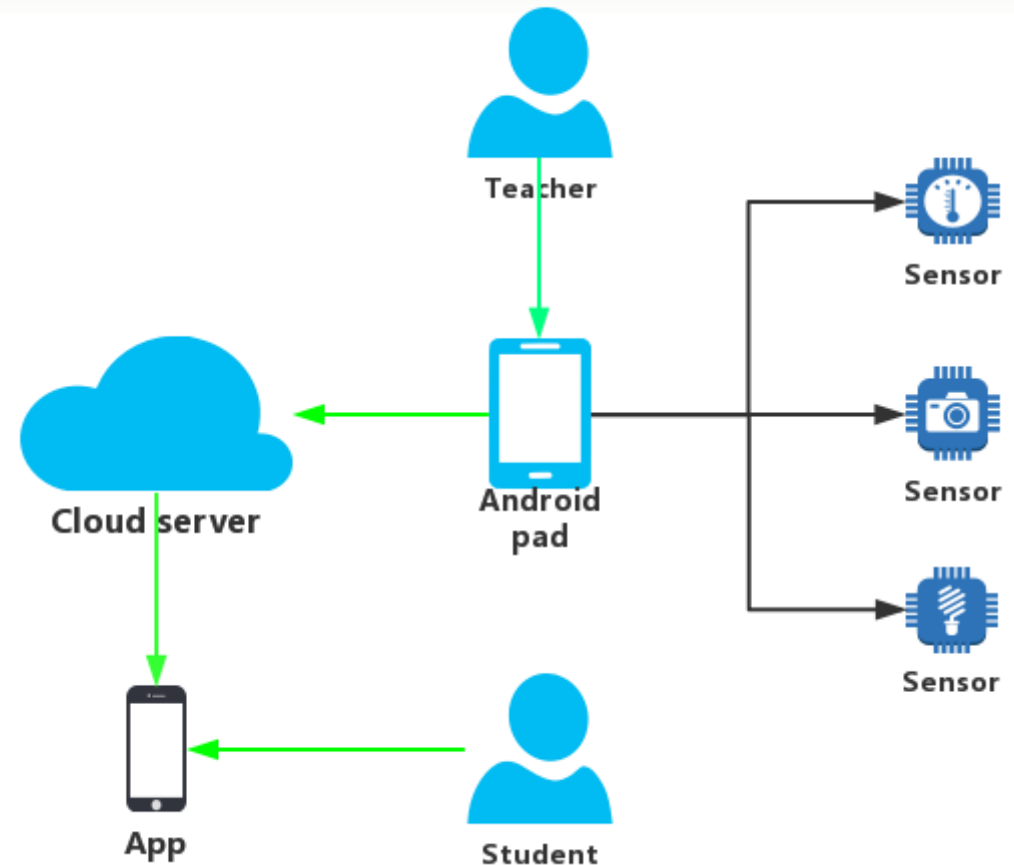 Teacher
Sensor
Sensor
Android
pad
Cloud server
Sensor
App
Student